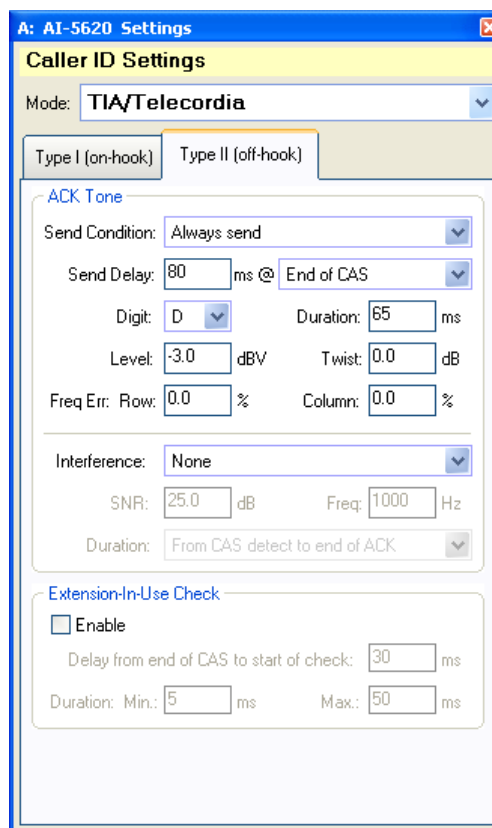 A: AI-5620 Settings
Caller ID Settings
Mode: TIA/Telecordia
Type I (on-hook) Type II (off-hook)
ACK Tone
Send Condition: Always send
Send Delay: 80 ms @ End of CAS
Digit: D Duration: 65 ms
Level: -3.0 dBV Twist: 0.0 dB
Freq Err: Row: 0.0 % Column: 0.0 %
Interference: None
SNR: 25.0 dB Freq: 1000 Hz
Duration: From CAS detect to end of ACK
Extension-In-Use Check
Enable
Delay from end of CAS to start of check: 30 ms
Duration: Min.: 5 ms Max.: 50 ms